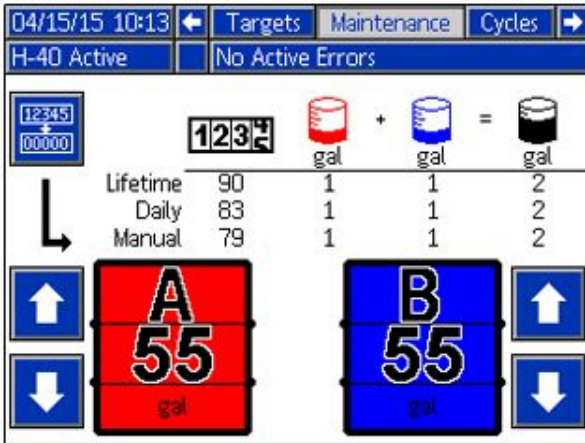 04/15/15 10:13 Targets Maintenance Cycles
H-40 Active No Active Errors
12345
00000
123
+ =
gal gal gal
Lifetime 90 1 1 2
Daily 83 1 1 2
Manual 79 1 1 2
A B
55 55
gal gal